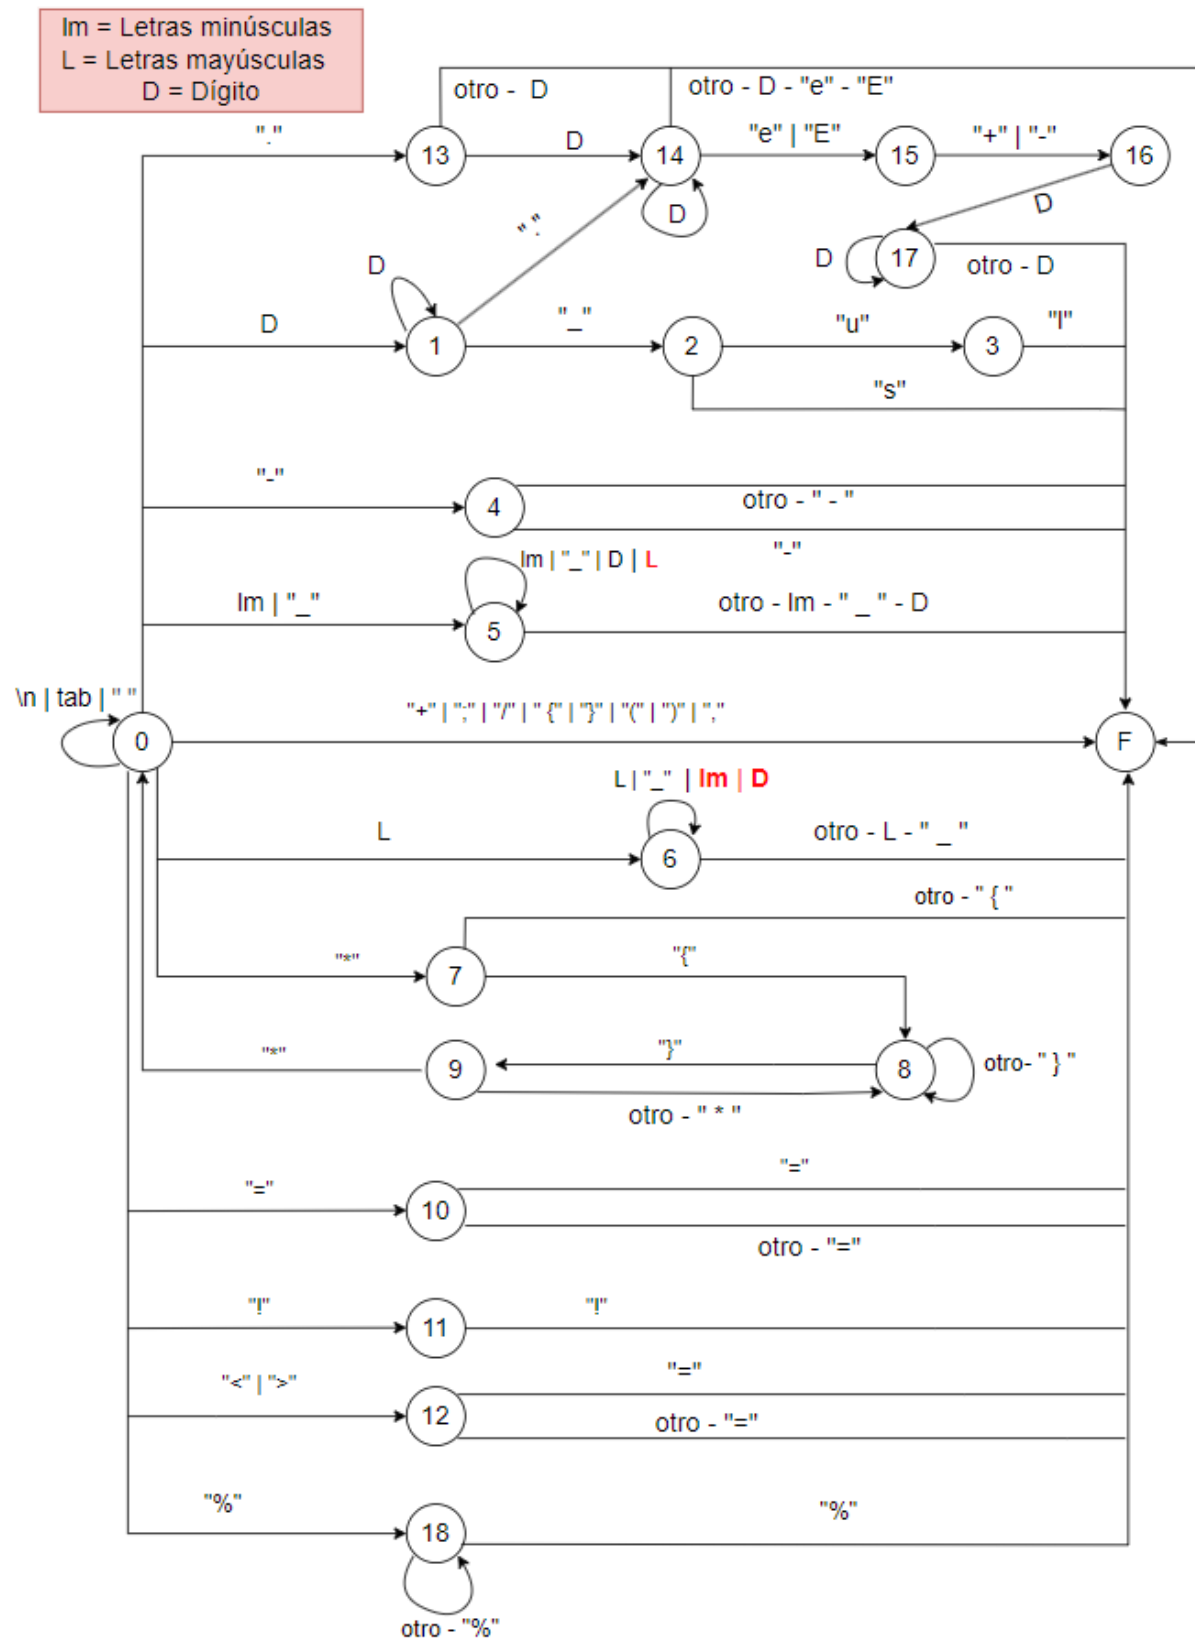 lm = Letras minúsculas
L = Letras mayúsculas
D = Dígito
otro - D
otro - D - "e" - "E"
"."
13
D
14
"e" | "E"
15
"+" | "-"
16
D
"."
D
D
17
otro - D
D
D
1
"_"
2
"u"
3
"l"
"s"
"-"
4
otro - " - "
"-"
lm | "_" | D | L
lm | "_"
5
otro - lm - " _ " - D
\n | tab | " "
0
"+" | ";" | "/" | " {" | "}" | "(" | ")" | ","
F
L | "_" | lm | D
L
6
otro - L - " _ "
otro - " { "
"*"
7
"{"
"*"
9
"}"
8
otro- " } "
otro - " * "
"="
"="
10
otro - "="
"!"
11
"!"
"<" | ">"
12
"="
otro - "="
"%"
18
"%"
otro - "%"